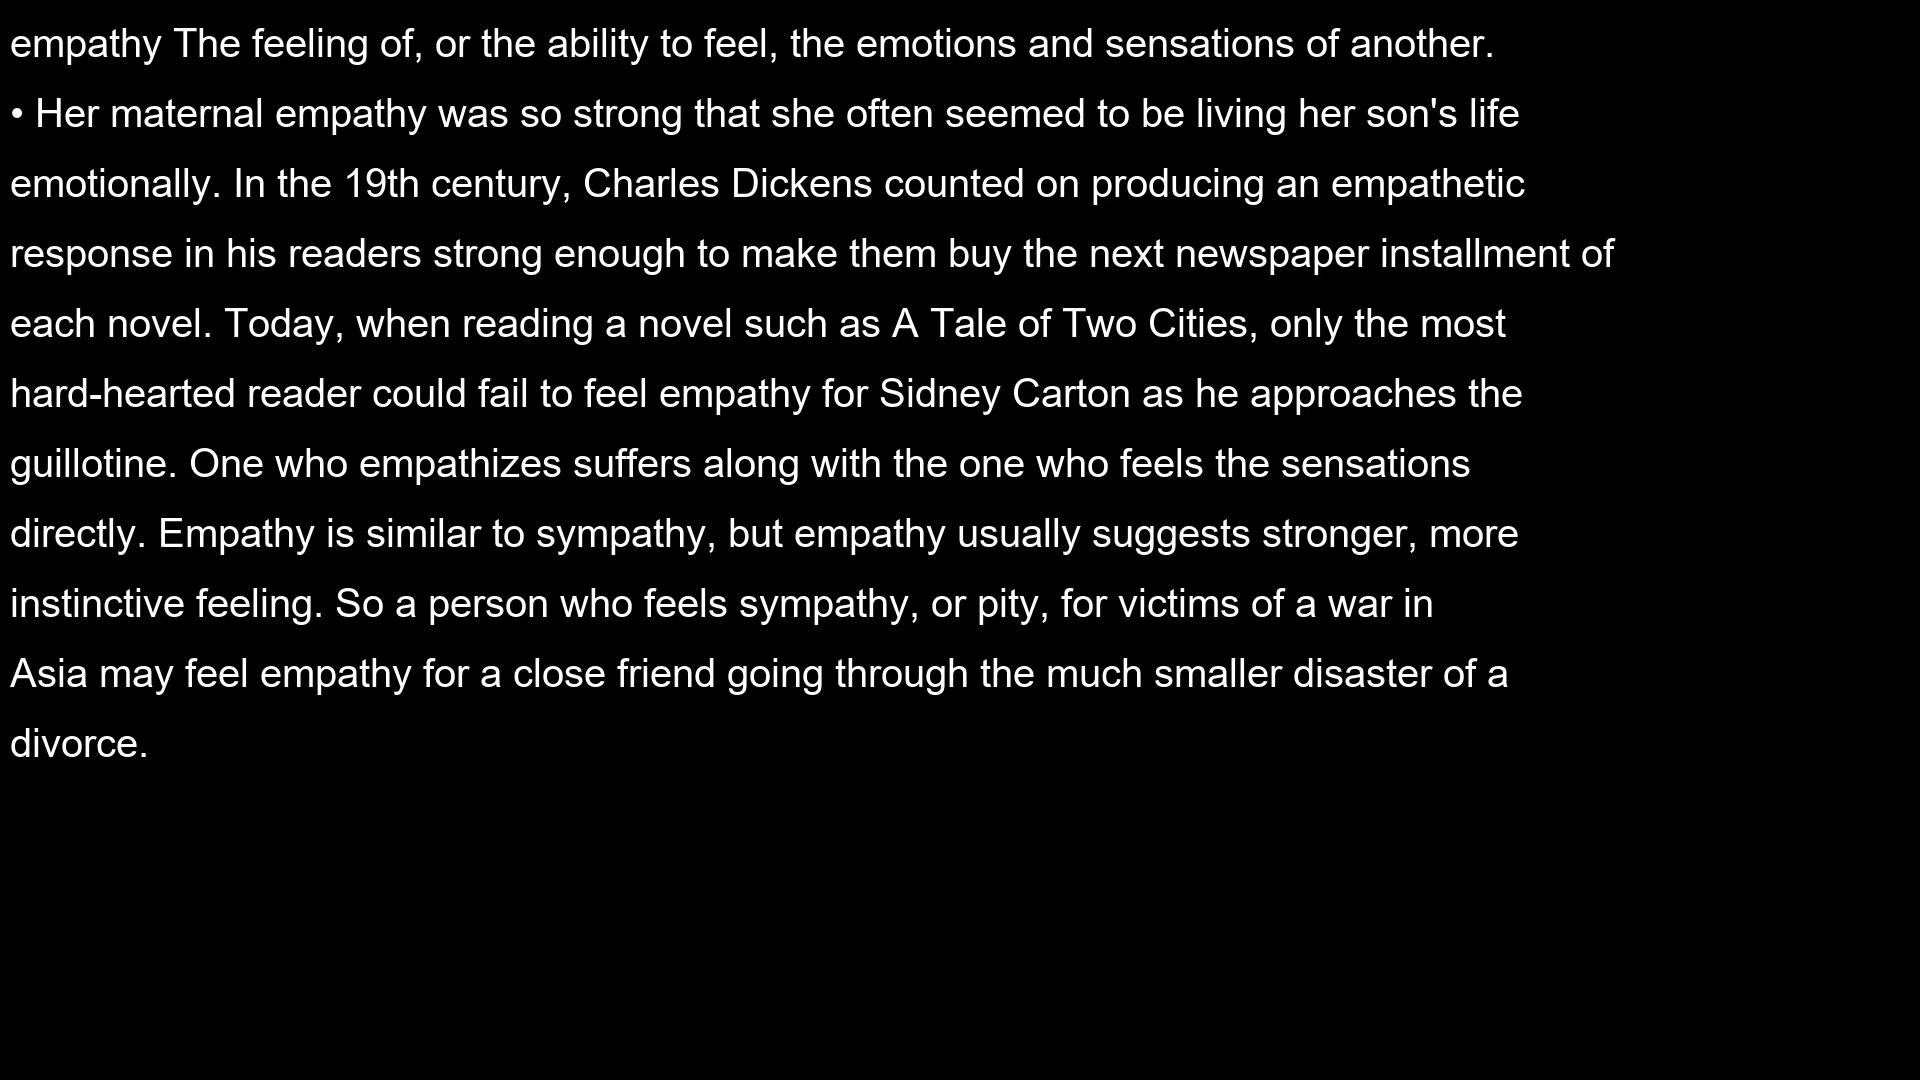 empathy The feeling of, or the ability to feel, the emotions and sensations of another.
• Her maternal empathy was so strong that she often seemed to be living her son's life
emotionally. In the 19th century, Charles Dickens counted on producing an empathetic
response in his readers strong enough to make them buy the next newspaper installment of
each novel. Today, when reading a novel such as A Tale of Two Cities, only the most
hard-hearted reader could fail to feel empathy for Sidney Carton as he approaches the
guillotine. One who empathizes suffers along with the one who feels the sensations
directly. Empathy is similar to sympathy, but empathy usually suggests stronger, more
instinctive feeling. So a person who feels sympathy, or pity, for victims of a war in
Asia may feel empathy for a close friend going through the much smaller disaster of a
divorce.